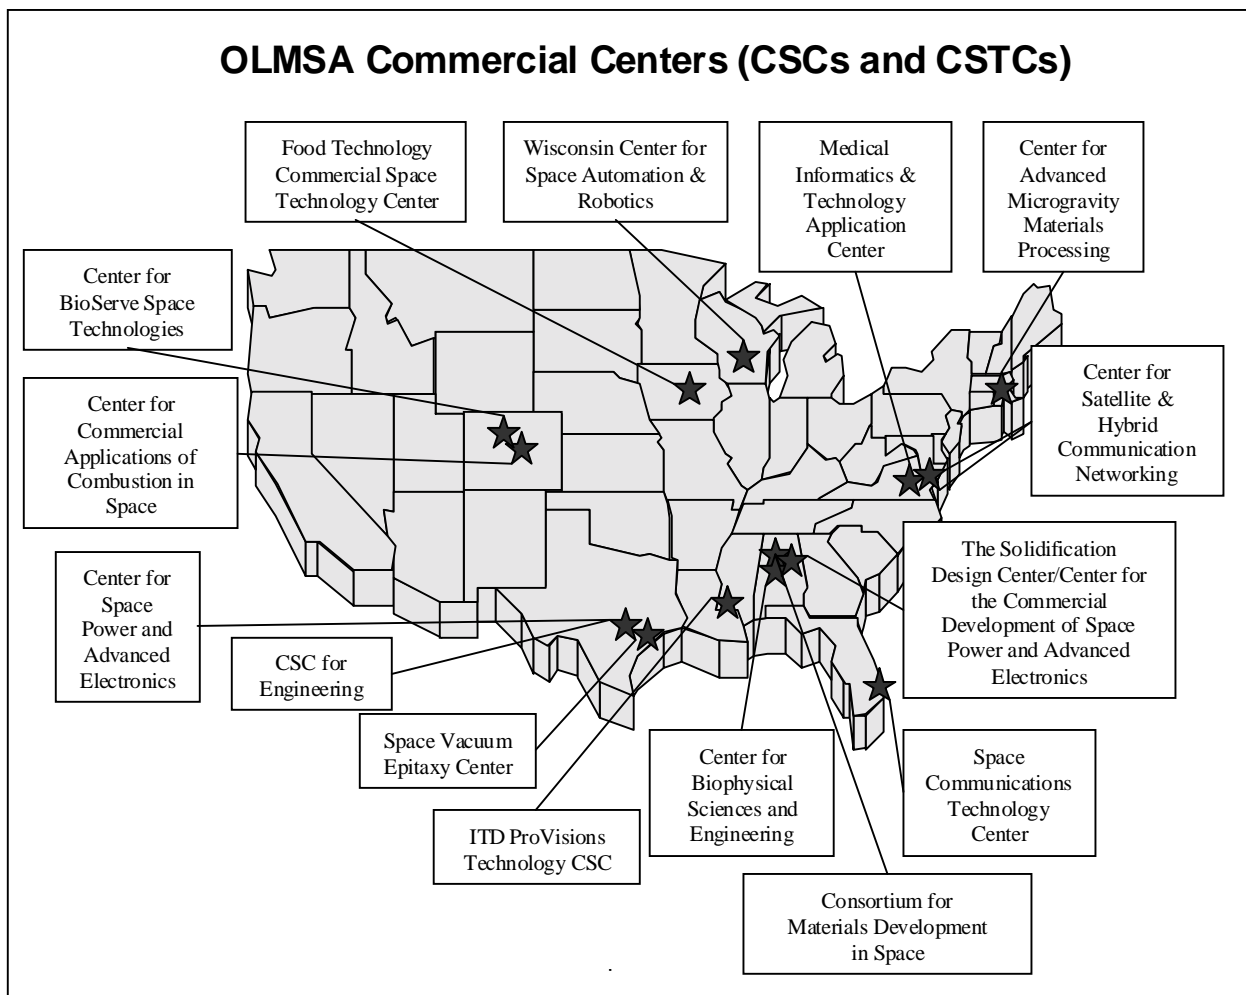 OLMSA Commercial Centers (CSCs and CSTCs)
Food Technology
Commercial Space
Technology Center
Wisconsin Center for
Space Automation &
Robotics
Medical
Informatics &
Technology
Application
Center
Center for
Advanced
Microgravity
Materials
Processing
Center for
BioServe Space
Technologies
Center for
Satellite &
Hybrid
Communication
Networking
Center for
Commercial
Applications of
Combustion in
Space
The Solidification
Design Center/Center for
the Commercial
Development of Space
Power and Advanced
Electronics
Center for
Space
Power and
Advanced
Electronics
CSC for
Engineering
Space Vacuum
Epitaxy Center
Center for
Biophysical
Sciences and
Engineering
Space
Communications
Technology
Center
ITD ProVisions
Technology CSC
Consortium for
Materials Development
in Space
.